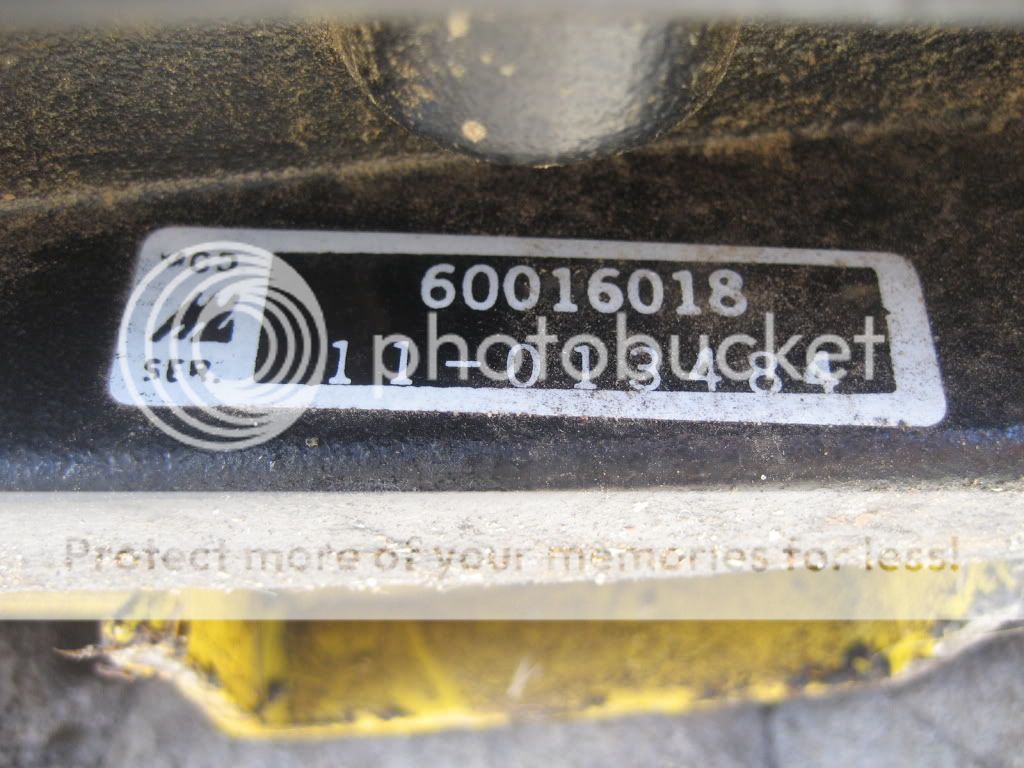 60016018
SER. 11-013484
photobucket
Protect more of your memories for less!